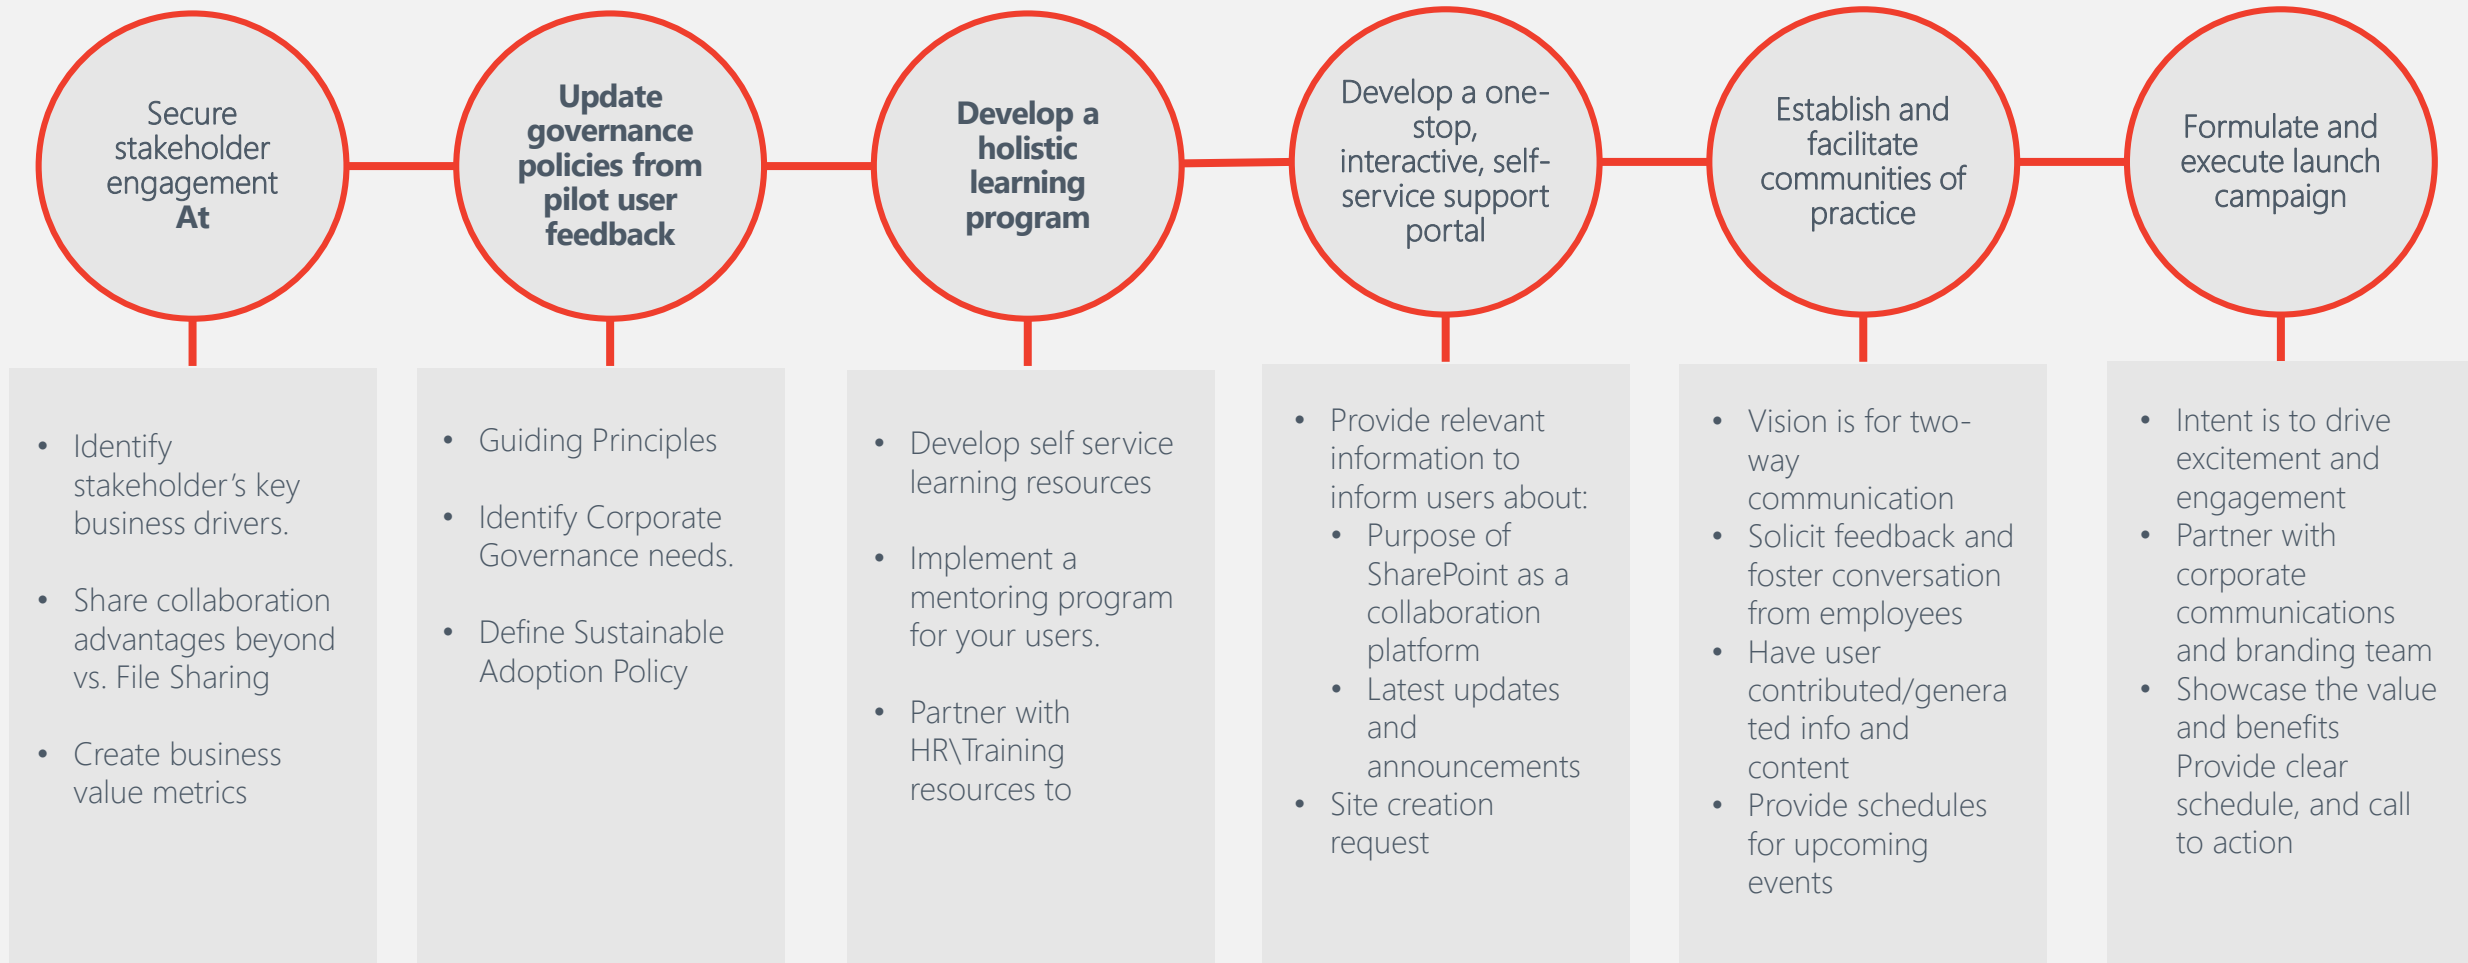 Secure
stakeholder
engagement
At
Update
governance
policies from
pilot user
feedback
Develop a
holistic
learning
program
Develop a one-
stop,
interactive, self-
service support
portal
Establish and
facilitate
communities of
practice
Formulate and
execute launch
campaign
• Identify
stakeholder’s key
business drivers.
• Share collaboration
advantages beyond
vs. File Sharing
• Create business
value metrics
• Guiding Principles
• Identify Corporate
Governance needs.
• Define Sustainable
Adoption Policy
• Develop self service
learning resources
• Implement a
mentoring program
for your users.
• Partner with
HR\Training
resources to
• Provide relevant
information to
inform users about:
• Purpose of
SharePoint as a
collaboration
platform
• Latest updates
and
announcements
• Site creation
request
• Vision is for two-
way
communication
• Solicit feedback and
foster conversation
from employees
• Have user
contributed/genera
ted info and
content
• Provide schedules
for upcoming
events
• Intent is to drive
excitement and
engagement
• Partner with
corporate
communications
and branding team
• Showcase the value
and benefits
Provide clear
schedule, and call
to action